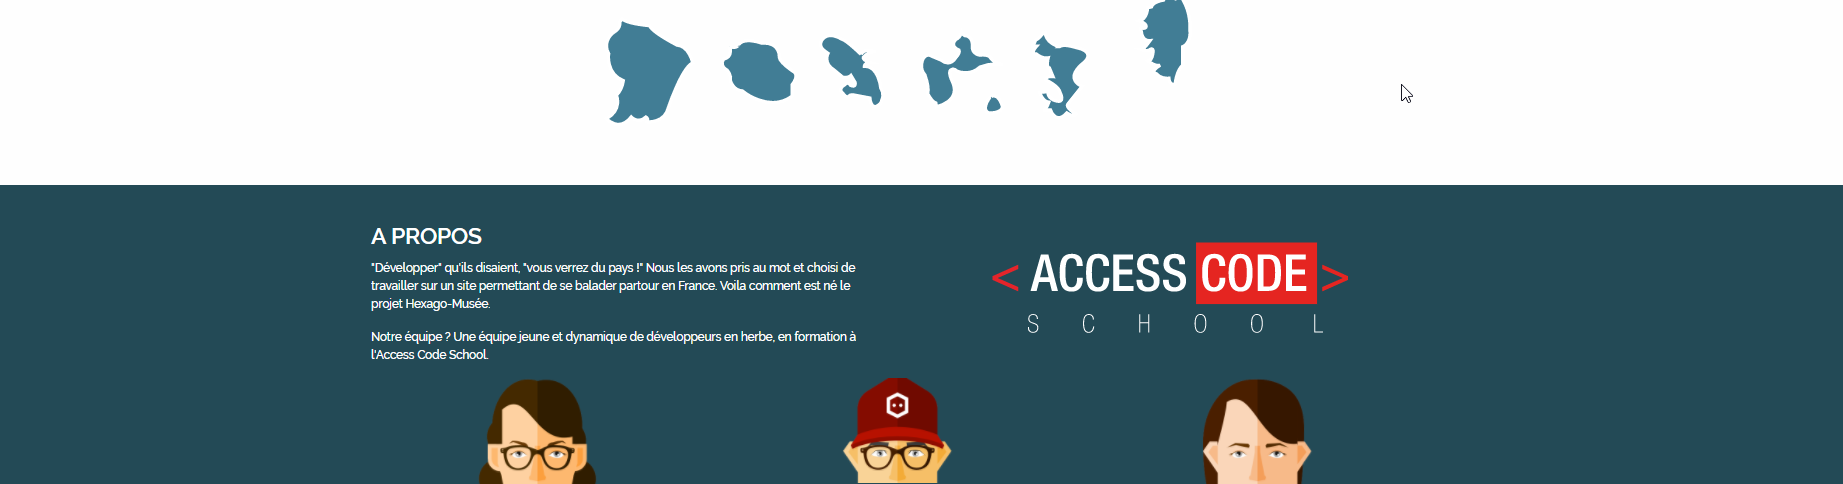 A PROPOS
"Développer" qu'ils disaient, "vous verrez du pays !" Nous les avons pris au mot et choisi de
travailler sur un site permettant de se balader partour en France. Voila comment est né le
projet Hexago-Musée.
Notre équipe ? Une équipe jeune et dynamique de développeurs en herbe, en formation à
l'Access Code School.
< ACCESS CODE >
SCHOOL